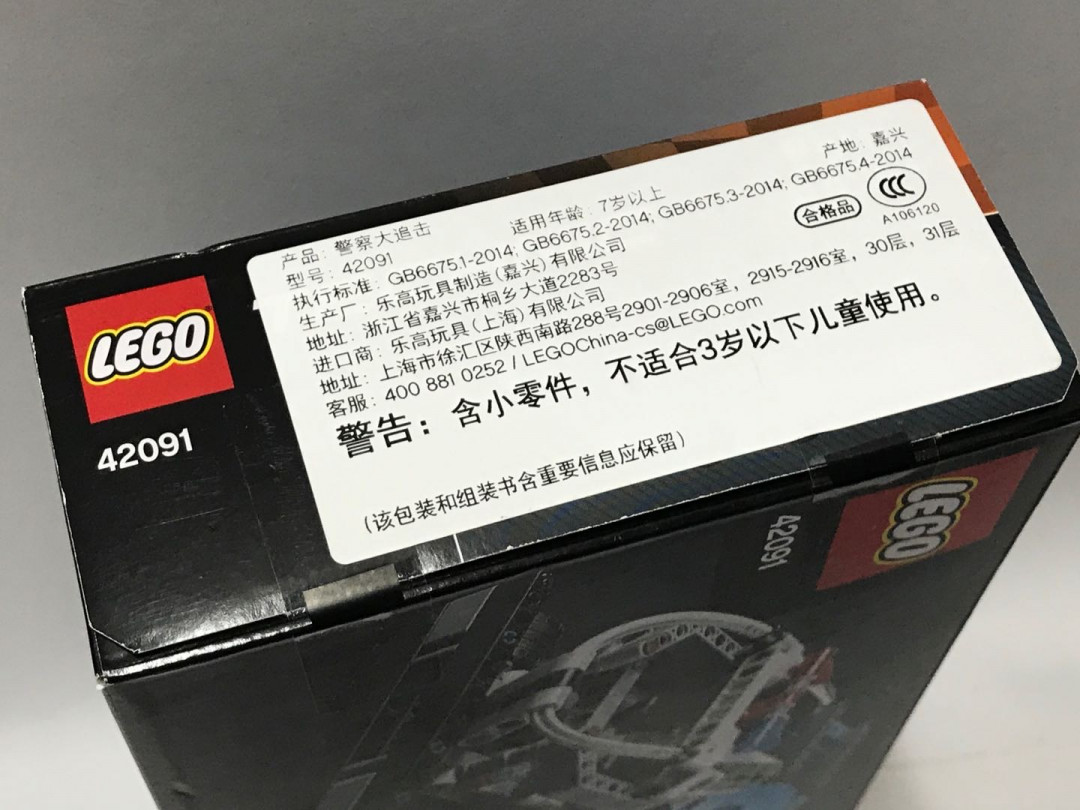 LEGO
42091
产品: 警察大追击
适用年龄: 7岁以上
产地: 嘉兴
型号: 42091
执行标准: GB6675.1-2014; GB6675.2-2014; GB6675.3-2014; GB6675.4-2014
生产厂: 乐高玩具制造(嘉兴)有限公司
合格品
CCC
A106120
地址: 浙江省嘉兴市桐乡大道2283号
进口商: 乐高玩具(上海)有限公司
地址: 上海市徐汇区陕西南路288号2901-2906室, 2915-2916室, 30层, 31层
客服: 400 881 0252 / LEGOChina-cs@LEGO.com
警告: 含小零件, 不适合3岁以下儿童使用。
(该包装和组装书含重要信息应保留)
LEGO
42091